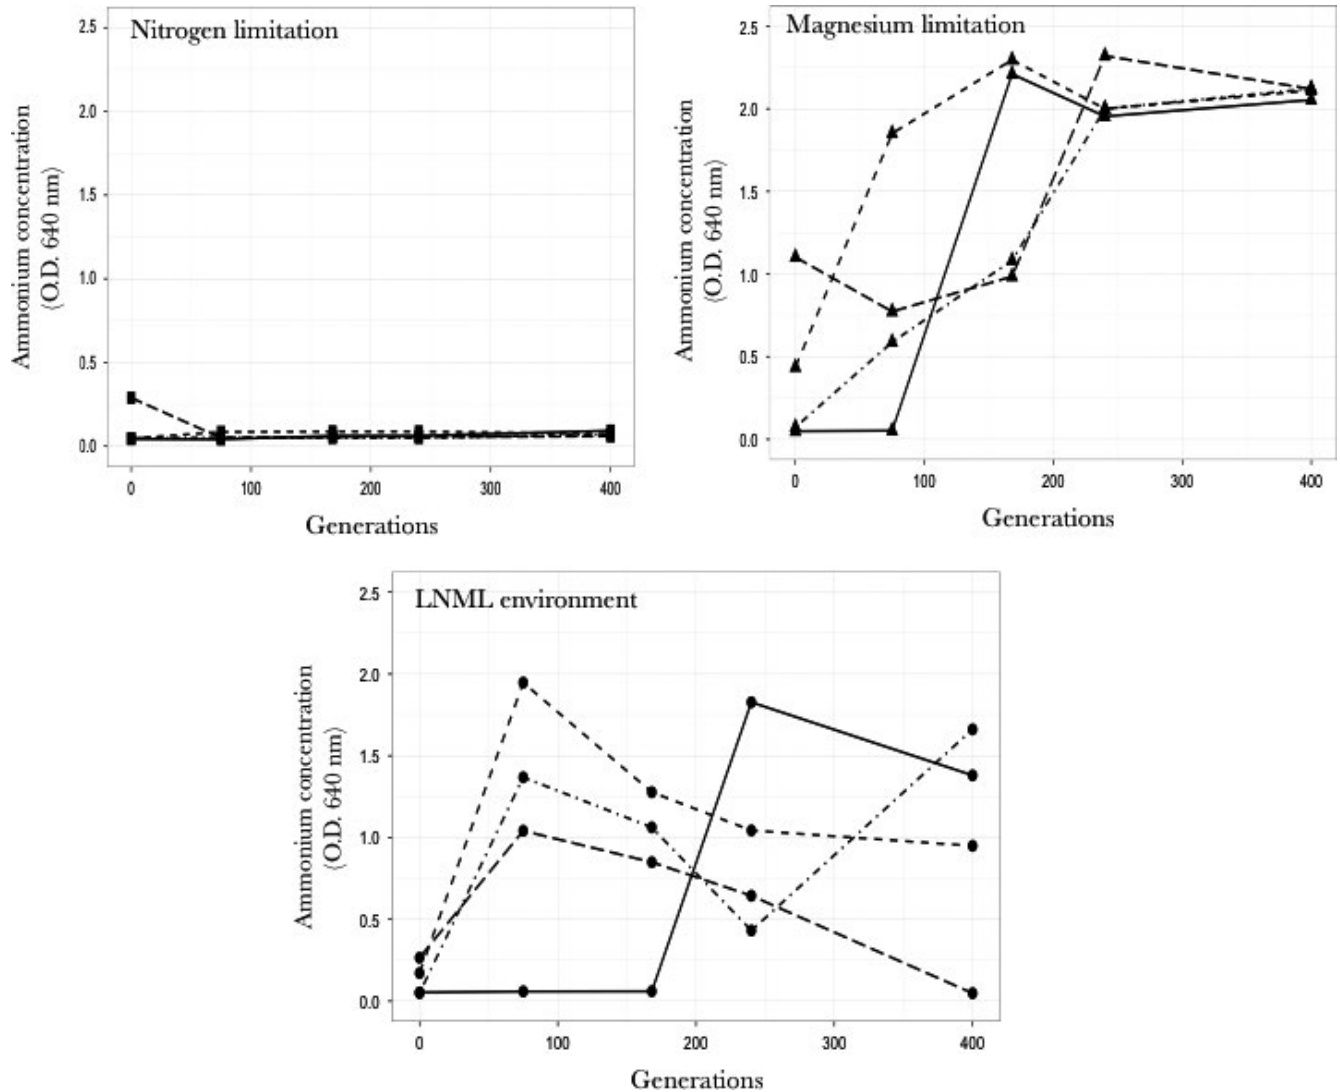 Nitrogen limitation
Ammonium concentration
(O.D. 640 nm)
2.5
2.0
1.5
1.0
0.5
0.0
0 100 200 300 400
Generations
Magnesium limitation
Ammonium concentration
(O.D. 640 nm)
2.5
2.0
1.5
1.0
0.5
0.0
0 100 200 300 400
Generations
LNML environment
Ammonium concentration
(O.D. 640 nm)
2.5
2.0
1.5
1.0
0.5
0.0
0 100 200 300 400
Generations